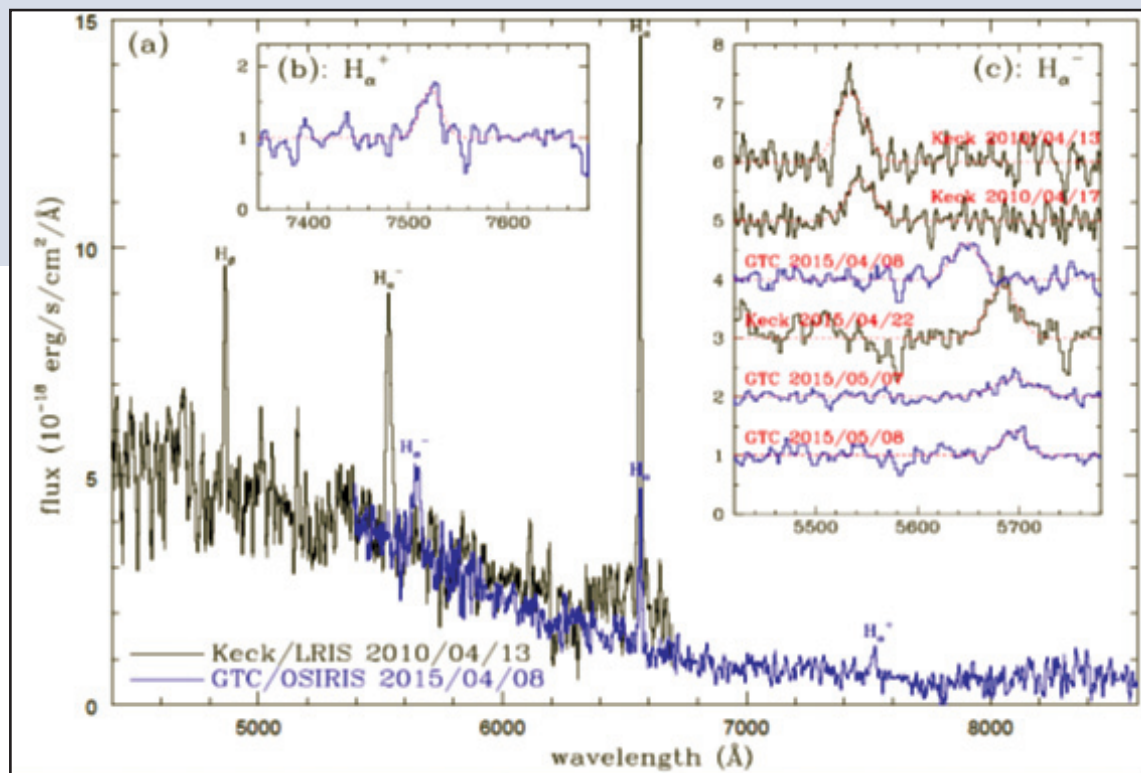 (a)
(b): Hα⁺
(c): Hα⁻
Hα
Hβ
Hα⁻
Hα⁻
Hα
Hα⁺
Keck 2010/04/13
Keck 2010/04/17
GTC 2015/04/08
Keck 2015/04/22
GTC 2015/05/07
GTC 2015/05/08
Keck/LRIS 2010/04/13
GTC/OSIRIS 2015/04/08
flux (10⁻¹⁸ erg/s/cm²/Å)
15
10
5
0
2
1
0
7400 7500 7600
8
7
6
5
4
3
2
1
0
5500 5600 5700
5000 6000 7000 8000
wavelength (Å)